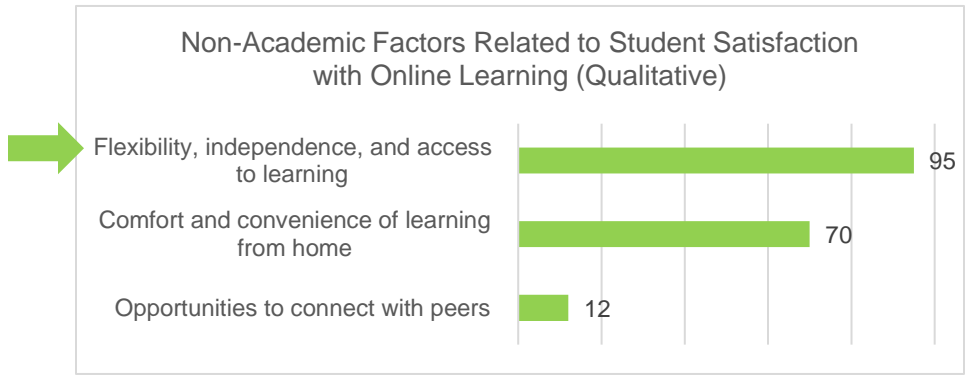 Non-Academic Factors Related to Student Satisfaction
with Online Learning (Qualitative)
Flexibility, independence, and access
to learning
95
Comfort and convenience of learning
from home
70
Opportunities to connect with peers
12